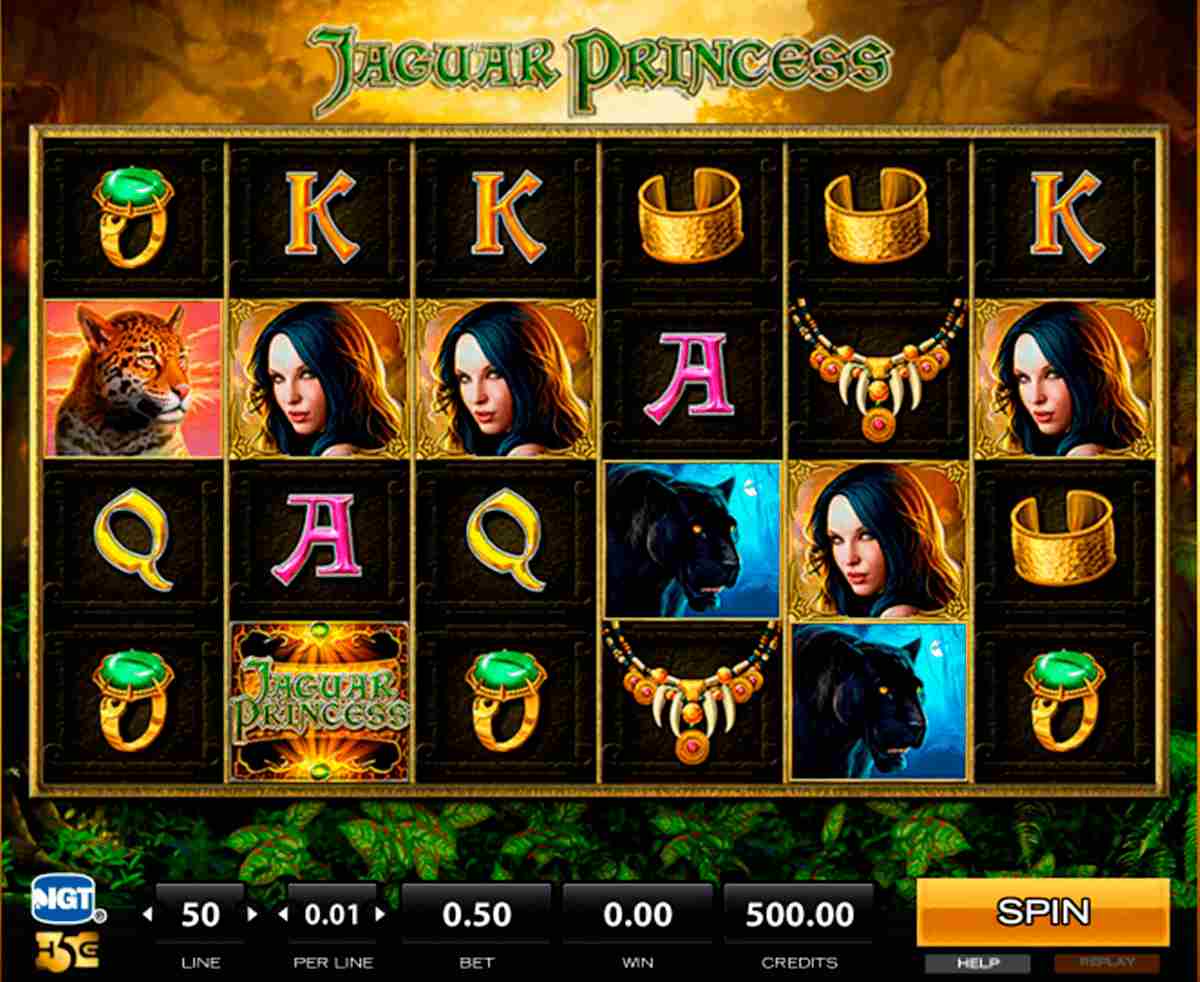 JAGUAR PRINCESS
K K K
A
Q A Q
JAGUAR
PRINCESS
IGT ®
H5G
50 0.01 0.50 0.00 500.00 SPIN
LINE PER LINE BET WIN CREDITS HELP REPLAY